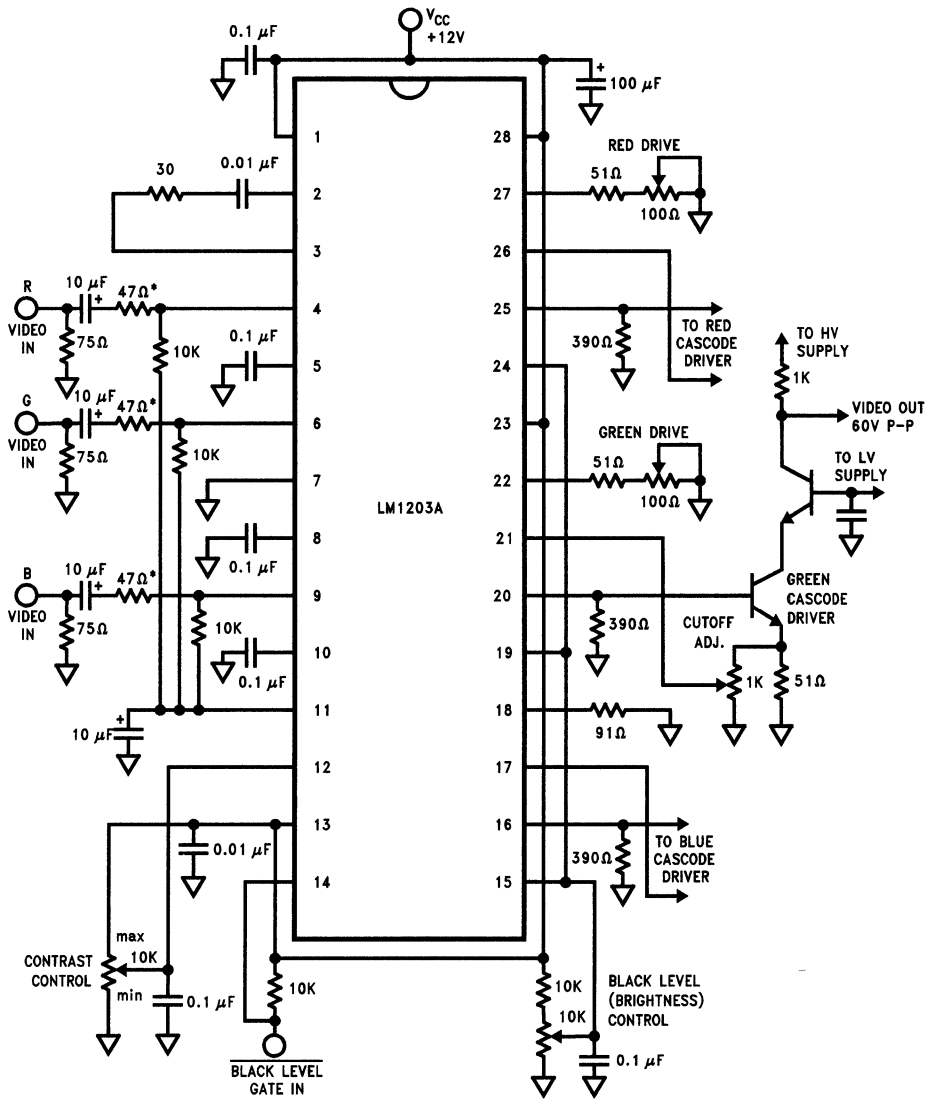 V_CC
+12V
0.1 μF
+
100 μF
1
28
RED DRIVE
30
0.01 μF
2
27
51Ω
100Ω
3
26
R
VIDEO
IN
10 μF
+
47Ω*
4
25
75Ω
10K
390Ω
TO RED
CASCODE
DRIVER
0.1 μF
5
24
TO HV
SUPPLY
1K
G
VIDEO
IN
10 μF
+
47Ω*
6
23
VIDEO OUT
60V P-P
75Ω
10K
GREEN DRIVE
TO LV
SUPPLY
7
22
51Ω
100Ω
LM1203A
8
21
0.1 μF
B
VIDEO
IN
10 μF
+
47Ω*
9
20
75Ω
10K
390Ω
GREEN
CASCODE
DRIVER
CUTOFF
ADJ.
10
19
0.1 μF
1K
51Ω
+
10 μF
11
18
91Ω
12
17
13
16
0.01 μF
390Ω
TO BLUE
CASCODE
DRIVER
14
15
CONTRAST
CONTROL
max
10K
min
0.1 μF
10K
10K
10K
BLACK LEVEL
(BRIGHTNESS)
CONTROL
0.1 μF
BLACK LEVEL
GATE IN